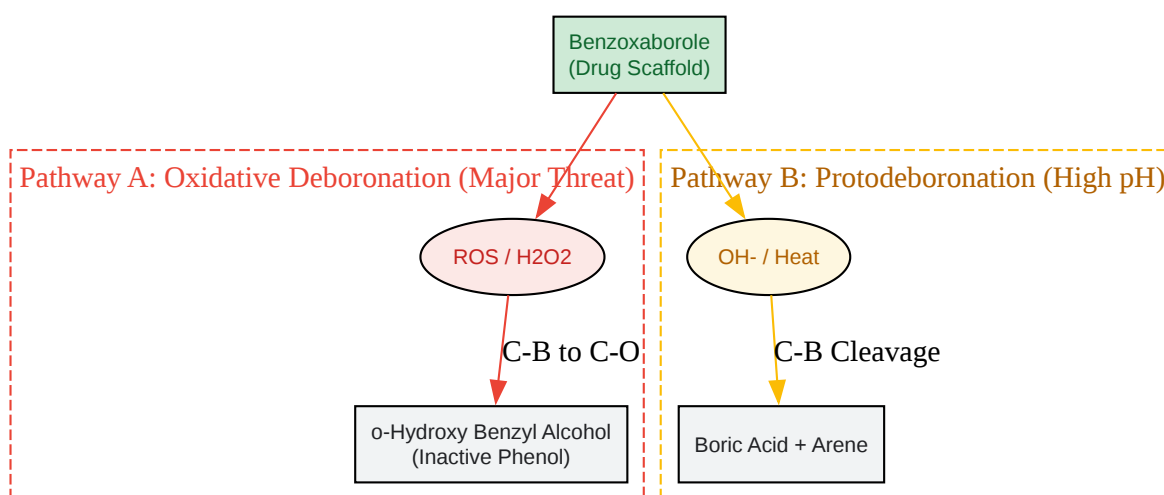 Benzoxaborole
(Drug Scaffold)
Pathway A: Oxidative Deboronation (Major Threat)
Pathway B: Protodeboronation (High pH)
ROS / H2O2
OH- / Heat
C-B to C-O
C-B Cleavage
o-Hydroxy Benzyl Alcohol
(Inactive Phenol)
Boric Acid + Arene